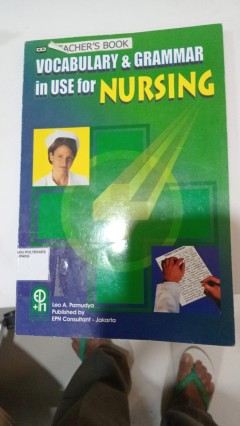 TEACHER'S BOOK
VOCABULARY & GRAMMAR
in USE for NURSING
Leo A. Pamudya
Published by
EPN Consultant - Jakarta